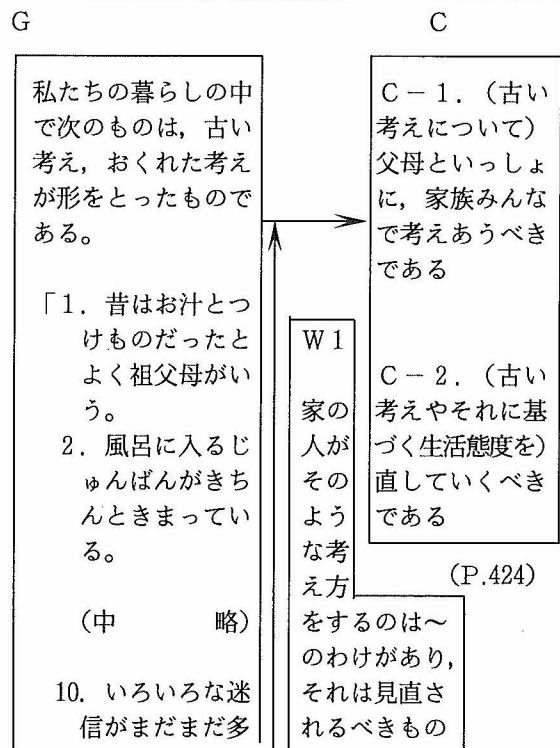 G
C
私たちの暮らしの中
で次のものは，古い
考え，おくれた考え
が形をとったもので
ある。
「1．昔はお汁とつ
けものだったと
よく祖父母がい
う。
2．風呂に入るじ
ゅんばんがきち
んときまってい
る。
（中　　　略）
10．いろいろな迷
信がまだまだ多
W1
家の
人が
その
よう
な考
え方
をするのは～
のわけがあり，
それは見直さ
れるべきもの
C－1．（古い
考えについて）
父母といっしょ
に，家族みんな
で考えあうべき
である
C－2．（古い
考えやそれに基
づく生活態度を）
直していくべき
である
（P.424）